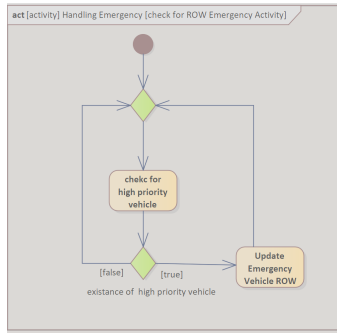 act [activity] Handling Emergency [check for ROW Emergency Activity]
chekc for
high priority
vehicle
[false]
[true]
existance of high priority vehicle
Update
Emergency
Vehicle ROW